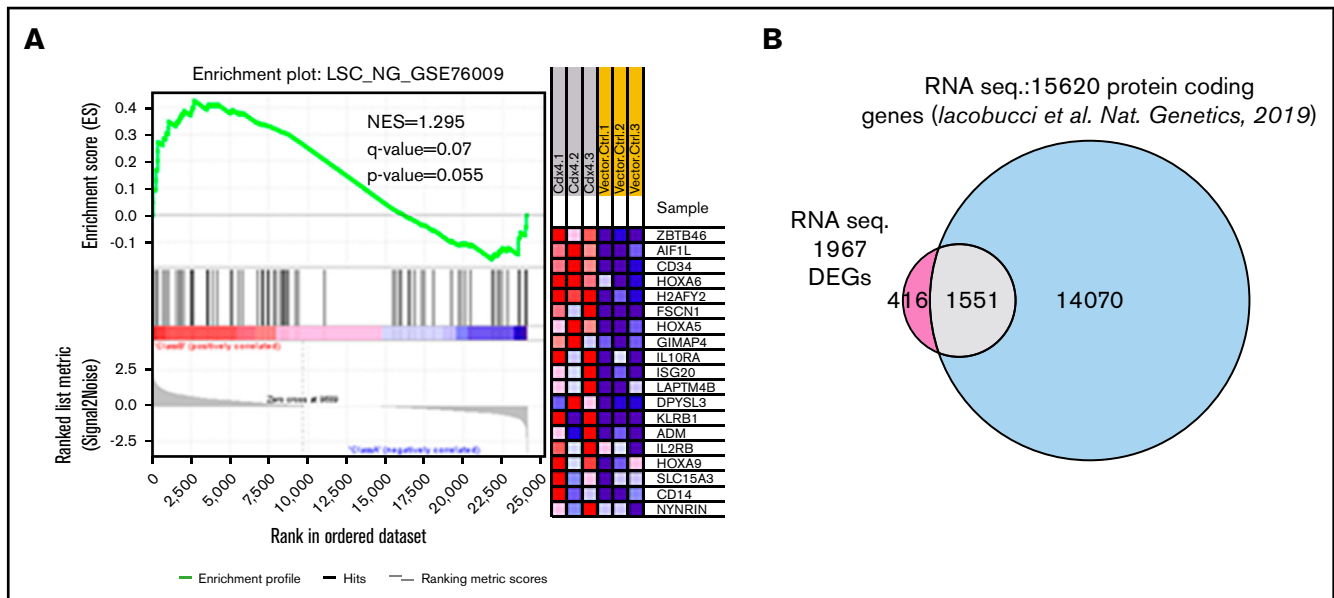 A
Enrichment plot: LSC_NG_GSE76009
Enrichment score (ES)
0.4
0.3
0.2
0.1
0.0
-0.1
NES=1.295
q-value=0.07
p-value=0.055
'ClassB' (positively correlated)
Ranked list metric
(Signal2Noise)
2.5
0.0
-2.5
Zero cross at
'ClassA' (negatively correlated)
0
2,500
5,000
7,500
10,000
12,500
15,000
17,500
20,000
22,500
25,000
Rank in ordered dataset
Enrichment profile
Hits
Ranking metric scores
Cdx4.1
Cdx4.2
Cdx4.3
Vector.Ctrl.1
Vector.Ctrl.2
Vector.Ctrl.3
Sample
ZBTB46
AIF1L
CD34
HOXA6
H2AFY2
FSCN1
HOXA5
GIMAP4
IL10RA
ISG20
LAPTM4B
DPYSL3
KLRB1
ADM
IL2RB
HOXA9
SLC15A3
CD14
NYNRIN
B
RNA seq.:15620 protein coding
genes (Iacobucci et al. Nat. Genetics, 2019)
RNA seq.
1967
DEGs
416
1551
14070